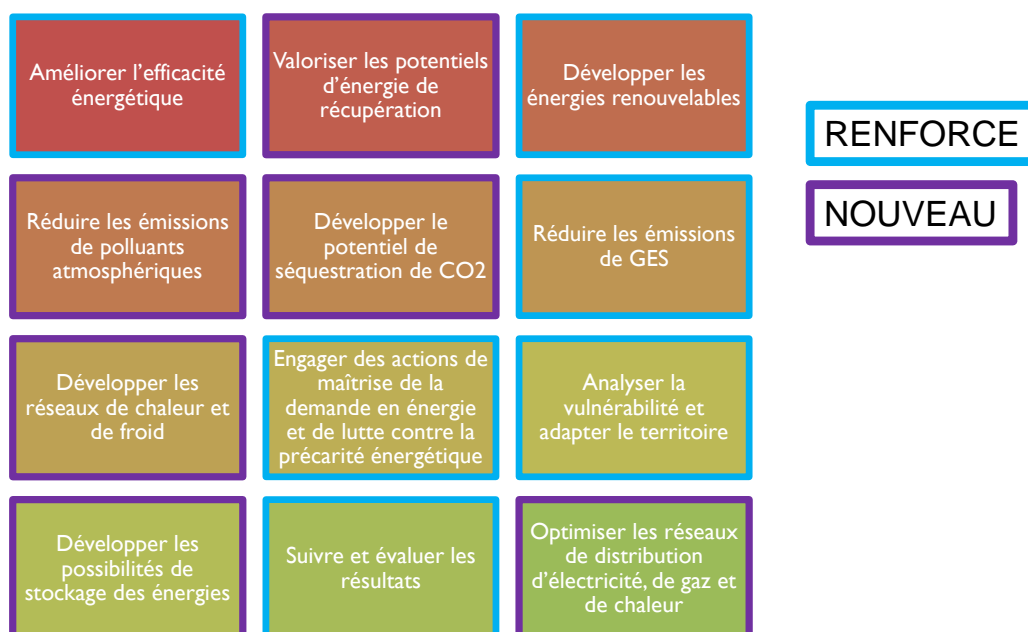 Améliorer l'efficacité
énergétique
Valoriser les potentiels
d'énergie de
récupération
Développer les
énergies renouvelables
RENFORCE
NOUVEAU
Réduire les émissions
de polluants
atmosphériques
Développer le
potentiel de
séquestration de CO2
Réduire les émissions
de GES
Développer les
réseaux de chaleur et
de froid
Engager des actions de
maîtrise de la
demande en énergie
et de lutte contre la
précarité énergétique
Analyser la
vulnérabilité et
adapter le territoire
Développer les
possibilités de
stockage des énergies
Suivre et évaluer les
résultats
Optimiser les réseaux
de distribution
d'électricité, de gaz et
de chaleur